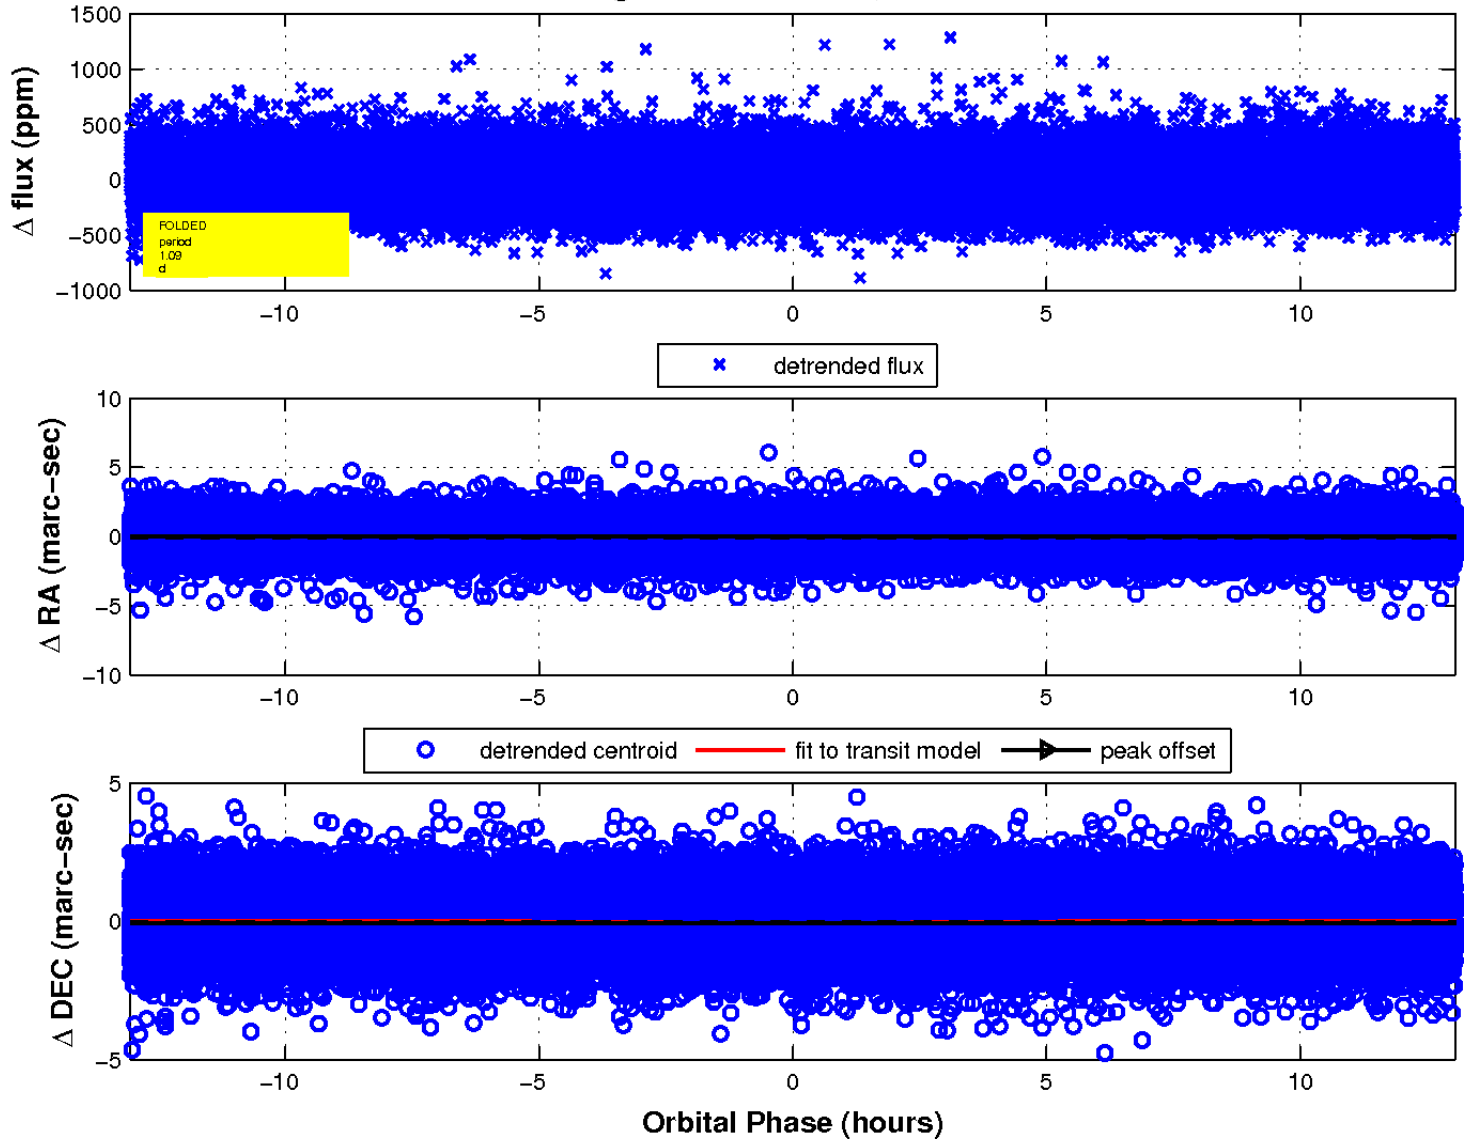 1500
1000
500
0
−500
−1000
Δ flux (ppm)
FOLDED
period
1.09
d
−10
−5
0
5
10
detrended flux
10
5
0
−5
−10
Δ RA (marc−sec)
−10
−5
0
5
10
detrended centroid
fit to transit model
peak offset
5
0
−5
Δ DEC (marc−sec)
−10
−5
0
5
10
Orbital Phase (hours)